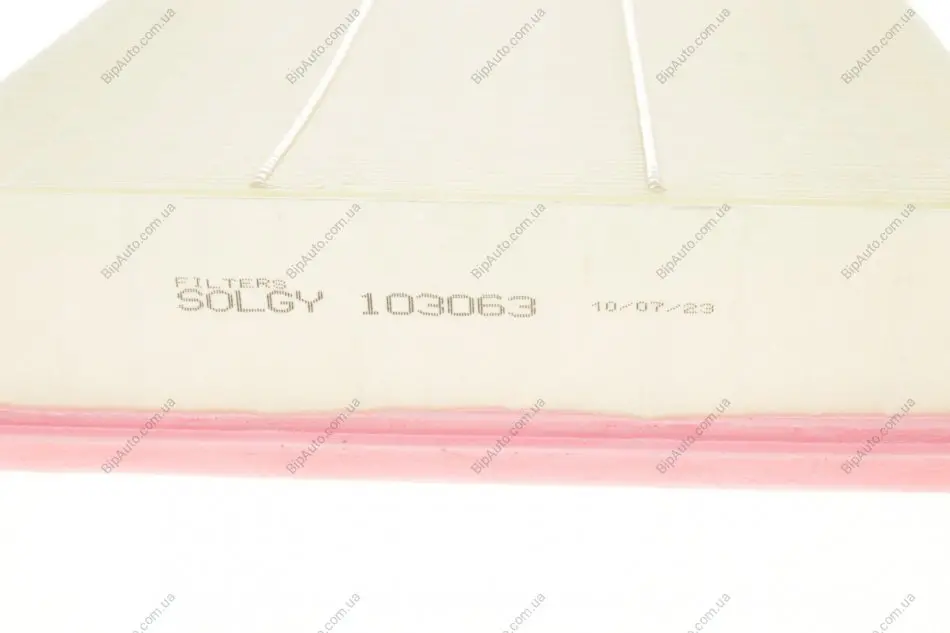 FILTERS
SOLGY 103063 10/07/23
BipAuto.com.ua